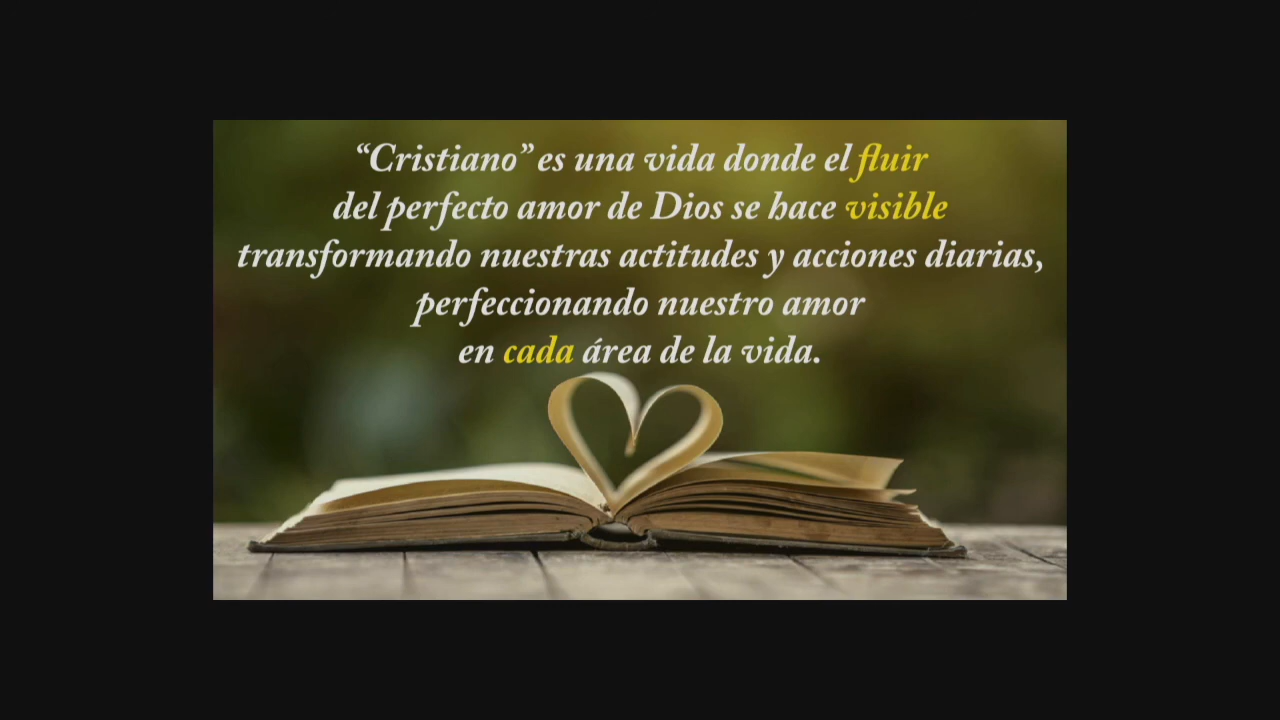 “Cristiano” es una vida donde el fluir
del perfecto amor de Dios se hace visible
transformando nuestras actitudes y acciones diarias,
perfeccionando nuestro amor
en cada área de la vida.